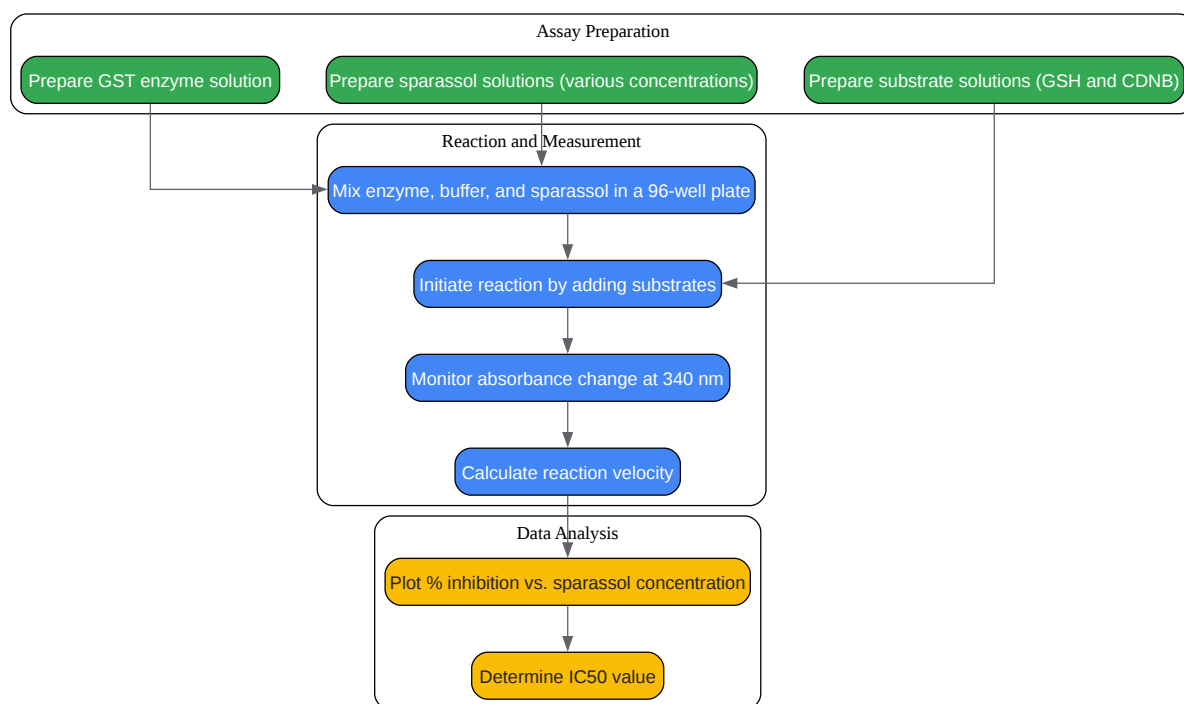 Assay Preparation
Prepare GST enzyme solution
Prepare sparassol solutions (various concentrations)
Prepare substrate solutions (GSH and CDNB)
Reaction and Measurement
Mix enzyme, buffer, and sparassol in a 96-well plate
Initiate reaction by adding substrates
Monitor absorbance change at 340 nm
Calculate reaction velocity
Data Analysis
Plot % inhibition vs. sparassol concentration
Determine IC50 value